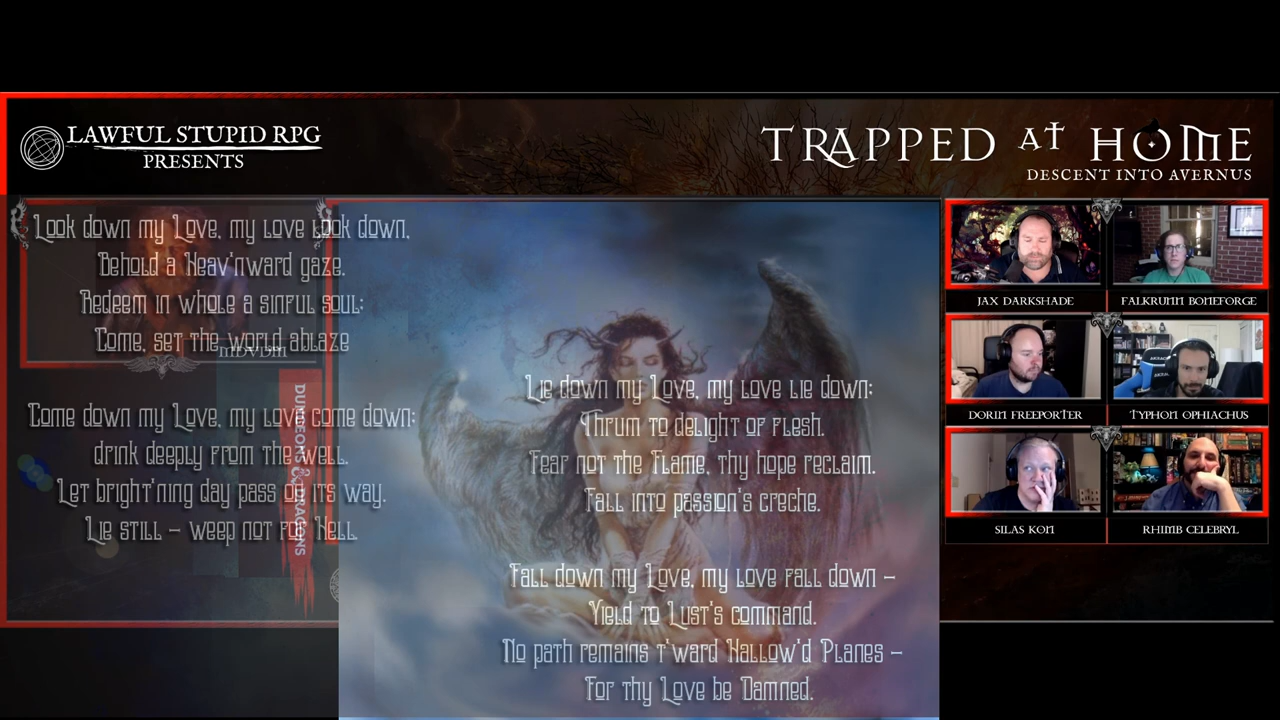 LAWFUL STUPID RPG
PRESENTS
TRAPPED AT HOME
DESCENT INTO AVERNUS
Look down my Love, my love look down,
Behold a Heav'nward gaze.
Redeem in whole a sinful soul;
Come, set the world ablaze
Come down my Love, my love come down;
drink deeply from the well.
Let bright'ning day pass on its way.
Lie still – weep not for Hell.
DUNGEONS & DRAGONS
Lie down my Love, my love lie down;
Thrum to delight of flesh.
Fear not the Flame, thy hope reclaim.
Fall into passion's creche.
Fall down my Love, my love fall down –
Yield to Lust's command.
No path remains t'ward Hallow'd Planes –
For thy Love be Damned.
JAX DARKSHADE
FALKRUNN BONEFORGE
DORIN FREEPORTER
TYPHON OPHIACHUS
SILAS KON
RHIMB CELEBRYL